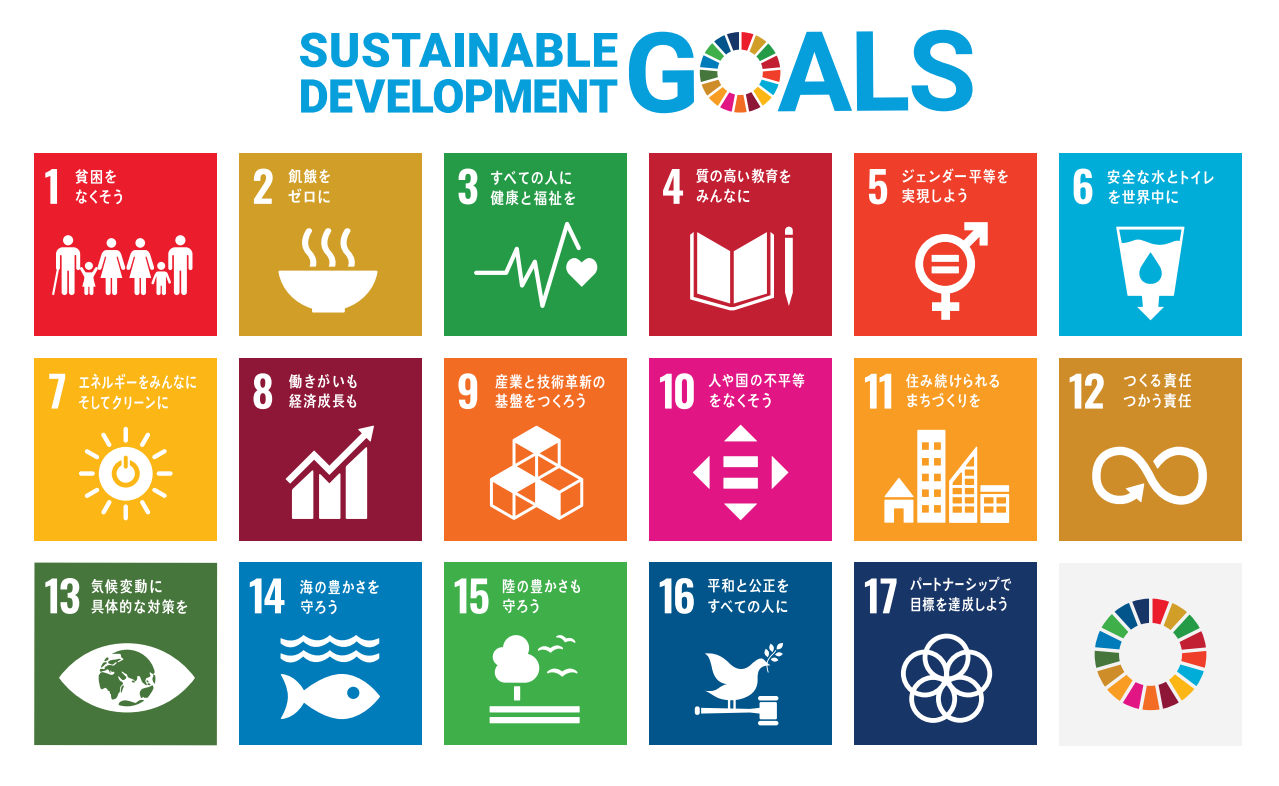 SUSTAINABLE
DEVELOPMENT
GOALS
1 貧困を
なくそう
2 飢餓を
ゼロに
3 すべての人に
健康と福祉を
4 質の高い教育を
みんなに
5 ジェンダー平等を
実現しよう
6 安全な水とトイレ
を世界中に
7 エネルギーをみんなに
そしてクリーンに
8 働きがいも
経済成長も
9 産業と技術革新の
基盤をつくろう
10 人や国の不平等
をなくそう
11 住み続けられる
まちづくりを
12 つくる責任
つかう責任
13 気候変動に
具体的な対策を
14 海の豊かさを
守ろう
15 陸の豊かさも
守ろう
16 平和と公正を
すべての人に
17 パートナーシップで
目標を達成しよう